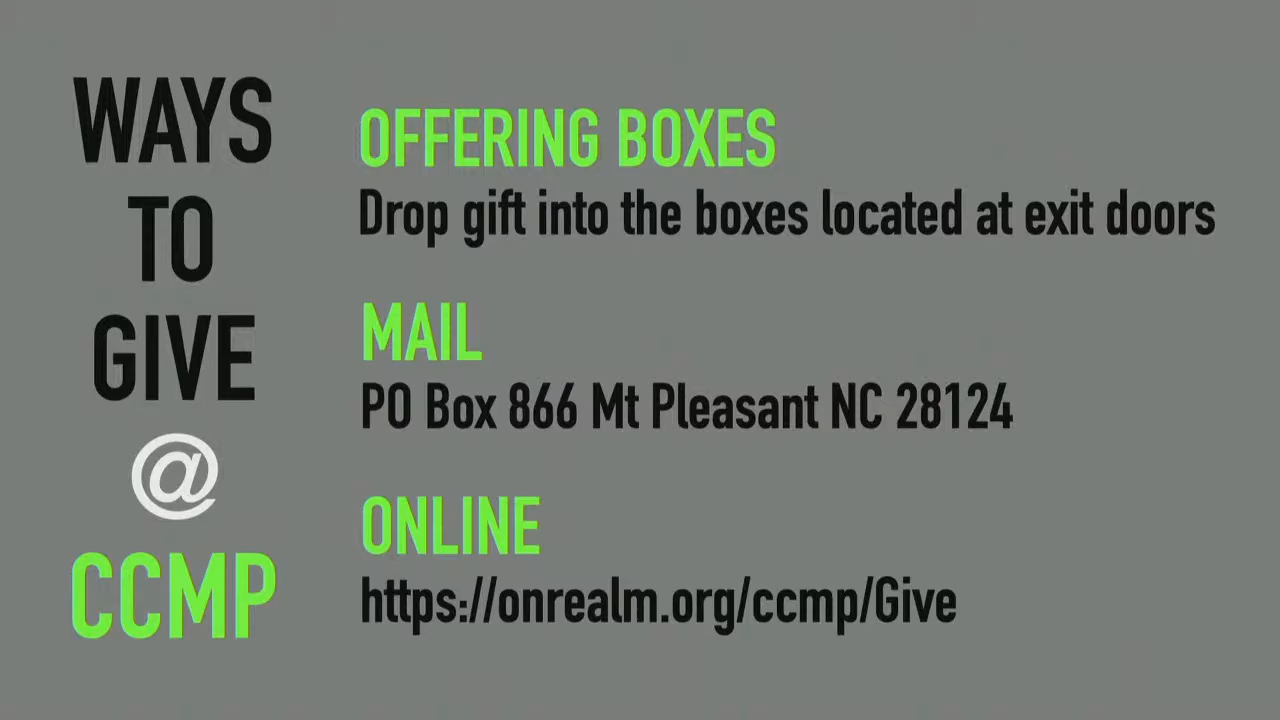 WAYS
TO
GIVE
@
CCMP
OFFERING BOXES
Drop gift into the boxes located at exit doors
MAIL
PO Box 866 Mt Pleasant NC 28124
ONLINE
https://onrealm.org/ccmp/Give